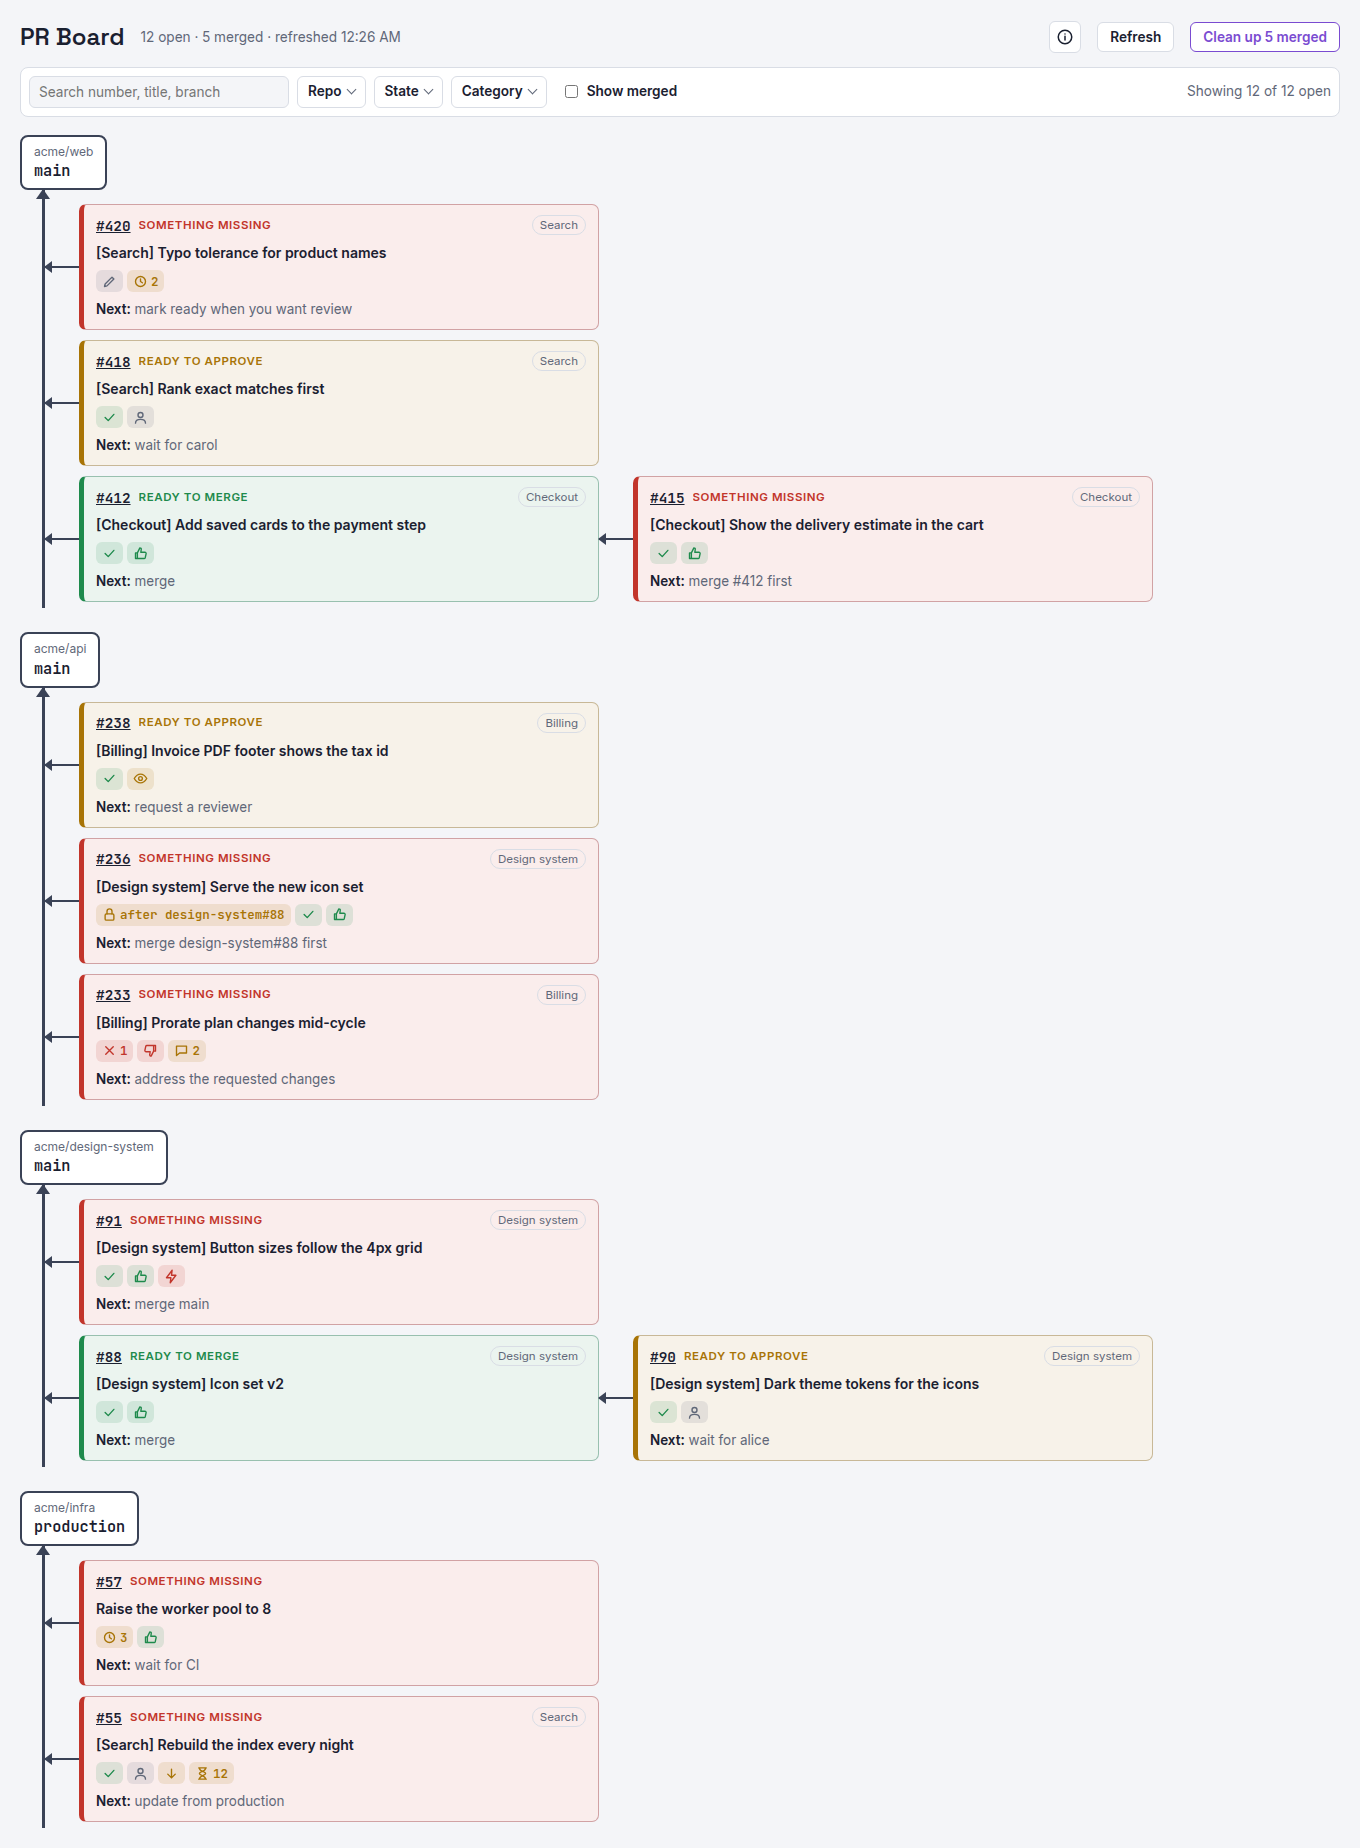 PR Board
12 open · 5 merged · refreshed 12:26 AM
Refresh
Clean up 5 merged
Search number, title, branch
Repo
State
Category
Show merged
Showing 12 of 12 open
acme/web
main
#420 SOMETHING MISSING Search
[Search] Typo tolerance for product names
2
Next: mark ready when you want review
#418 READY TO APPROVE Search
[Search] Rank exact matches first
Next: wait for carol
#412 READY TO MERGE Checkout
[Checkout] Add saved cards to the payment step
Next: merge
#415 SOMETHING MISSING Checkout
[Checkout] Show the delivery estimate in the cart
Next: merge #412 first
acme/api
main
#238 READY TO APPROVE Billing
[Billing] Invoice PDF footer shows the tax id
Next: request a reviewer
#236 SOMETHING MISSING Design system
[Design system] Serve the new icon set
after design-system#88
Next: merge design-system#88 first
#233 SOMETHING MISSING Billing
[Billing] Prorate plan changes mid-cycle
1 2
Next: address the requested changes
acme/design-system
main
#91 SOMETHING MISSING Design system
[Design system] Button sizes follow the 4px grid
Next: merge main
#88 READY TO MERGE Design system
[Design system] Icon set v2
Next: merge
#90 READY TO APPROVE Design system
[Design system] Dark theme tokens for the icons
Next: wait for alice
acme/infra
production
#57 SOMETHING MISSING
Raise the worker pool to 8
3
Next: wait for CI
#55 SOMETHING MISSING Search
[Search] Rebuild the index every night
12
Next: update from production